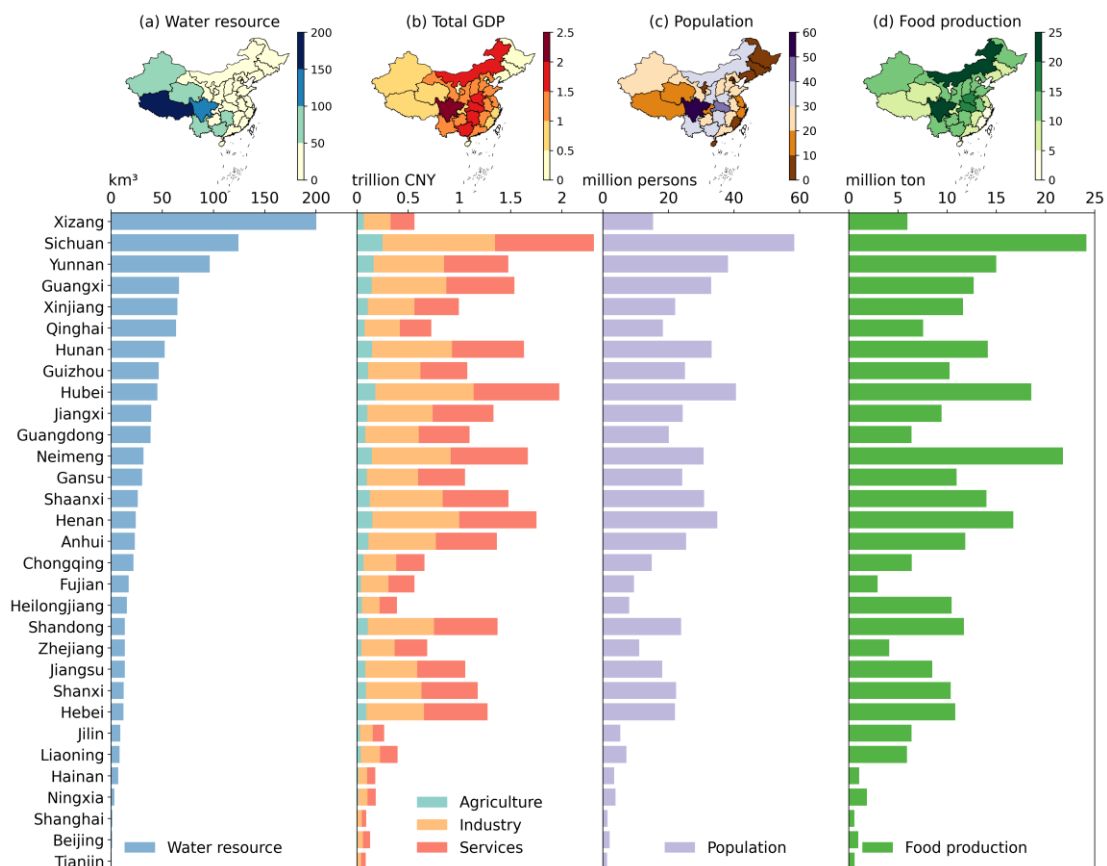 (a) Water resource
200
150
100
50
0
(b) Total GDP
2.5
2
1.5
1
0.5
0
(c) Population
60
50
40
30
20
10
0
(d) Food production
25
20
15
10
5
0
km³
0 50 100 150 200
trillion CNY
0 0.5 1 1.5 2
million persons
0 20 40 60
million ton
0 5 10 15 20 25
Xizang
Sichuan
Yunnan
Guangxi
Xinjiang
Qinghai
Hunan
Guizhou
Hubei
Jiangxi
Guangdong
Neimeng
Gansu
Shaanxi
Henan
Anhui
Chongqing
Fujian
Heilongjiang
Shandong
Zhejiang
Jiangsu
Shanxi
Hebei
Jilin
Liaoning
Hainan
Ningxia
Shanghai
Beijing
Tianjin
Water resource
Agriculture
Industry
Services
Population
Food production